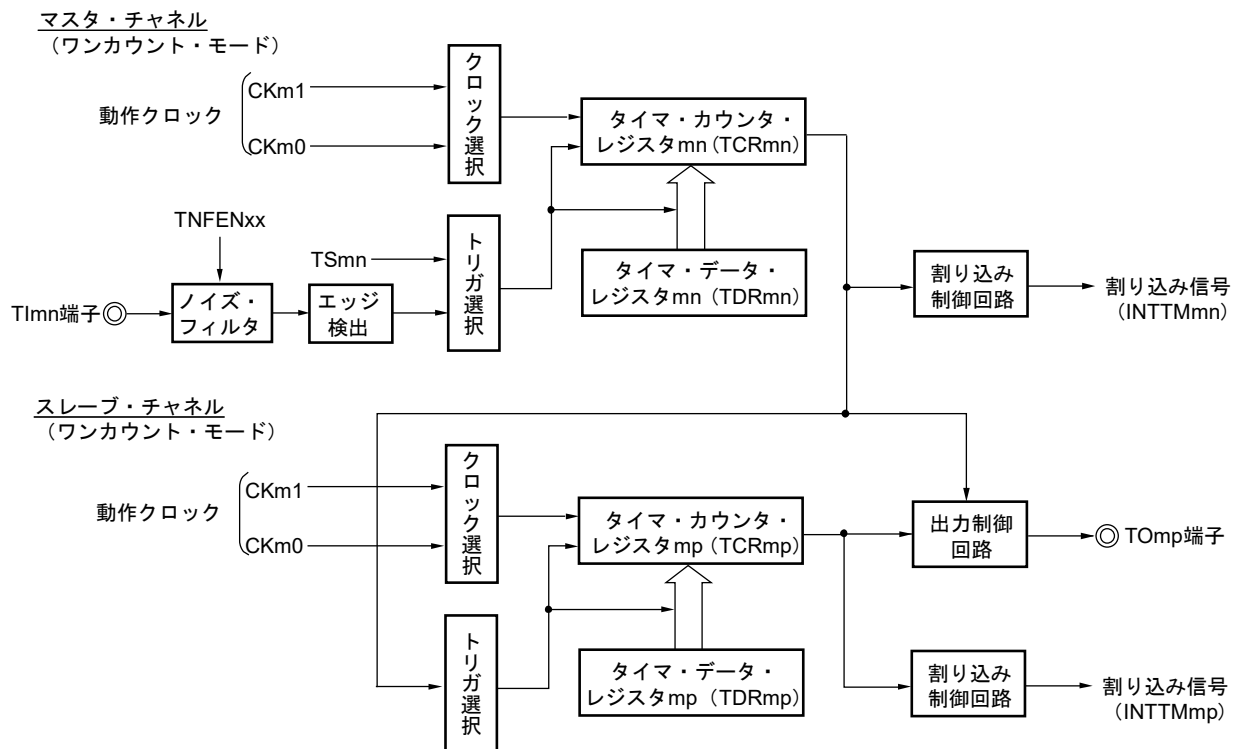 マスタ・チャネル
（ワンカウント・モード）
動作クロック
CKm1
CKm0
クロック選択
タイマ・カウンタ・
レジスタmn（TCRmn）
TNFENxx
TSmn
トリガ選択
タイマ・データ・
レジスタmn（TDRmn）
割り込み
制御回路
割り込み信号
（INTTMmn）
TImn端子
ノイズ・
フィルタ
エッジ
検出
スレーブ・チャネル
（ワンカウント・モード）
動作クロック
CKm1
CKm0
クロック選択
タイマ・カウンタ・
レジスタmp（TCRmp）
出力制御
回路
TOmp端子
トリガ選択
タイマ・データ・
レジスタmp（TDRmp）
割り込み
制御回路
割り込み信号
（INTTMmp）